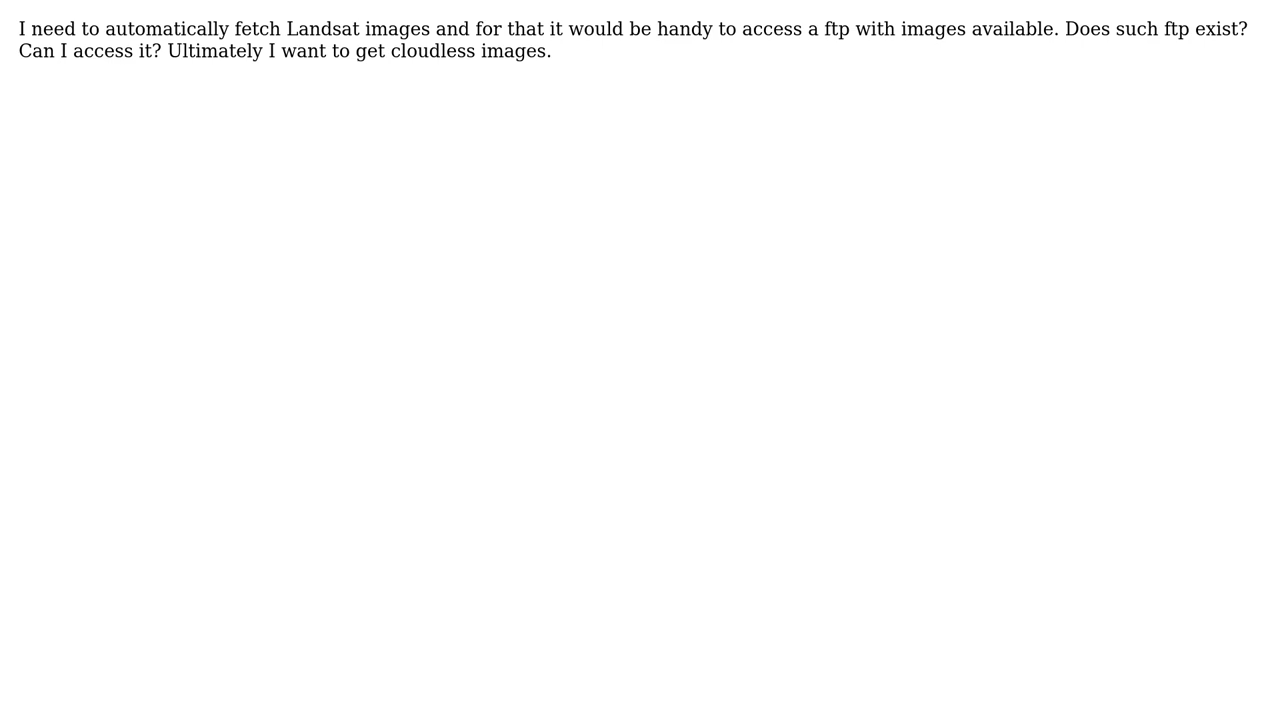 I need to automatically fetch Landsat images and for that it would be handy to access a ftp with images available. Does such ftp exist?
Can I access it? Ultimately I want to get cloudless images.